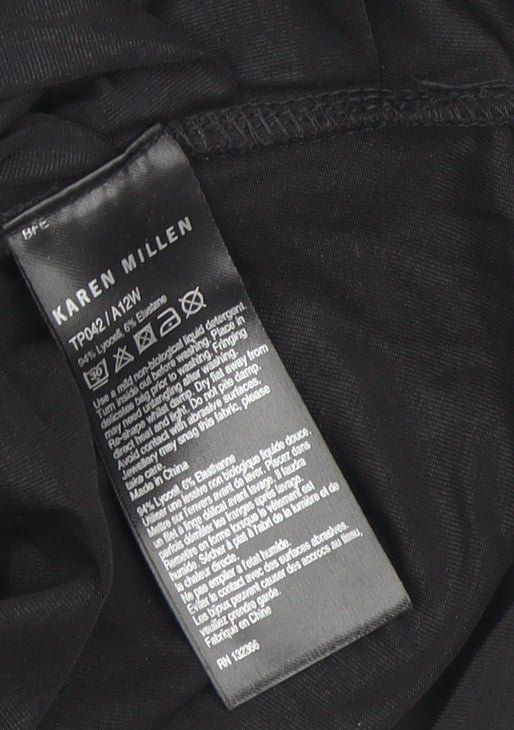 BFE
KAREN MILLEN
TP042 / A12W
94% Lyocell, 6% Elastane
30
Use a mild non-biological liquid detergent.
Turn inside out before washing. Place in
delicates bag prior to washing. Fringing
may need untangling after washing.
Re-shape whilst damp. Dry flat away from
direct heat and light. Do not pile damp.
Avoid contact with abrasive surfaces.
Jewellery may snag this fabric, please
take care.
Made in China
94% Lyocell, 6% Elasthanne
Utiliser une lessive non biologique liquide douce
Mettre sur l'envers avant de laver. Placez dans
un filet à linge délicat avant lavage. Il faudra
parfois démêler les franges après lavage.
Remettre en forme lorsque le vêtement est
humide. Séchez à plat à l'abri de la lumière et de
la chaleur directe.
Ne pas empiler à l'etat humide.
Eviter le contact avec des surfaces abrasives.
Les bijoux peuvent causer des accrocs au tissu,
veuillez prendre garde.
Fabriqué en Chine
RN 132366